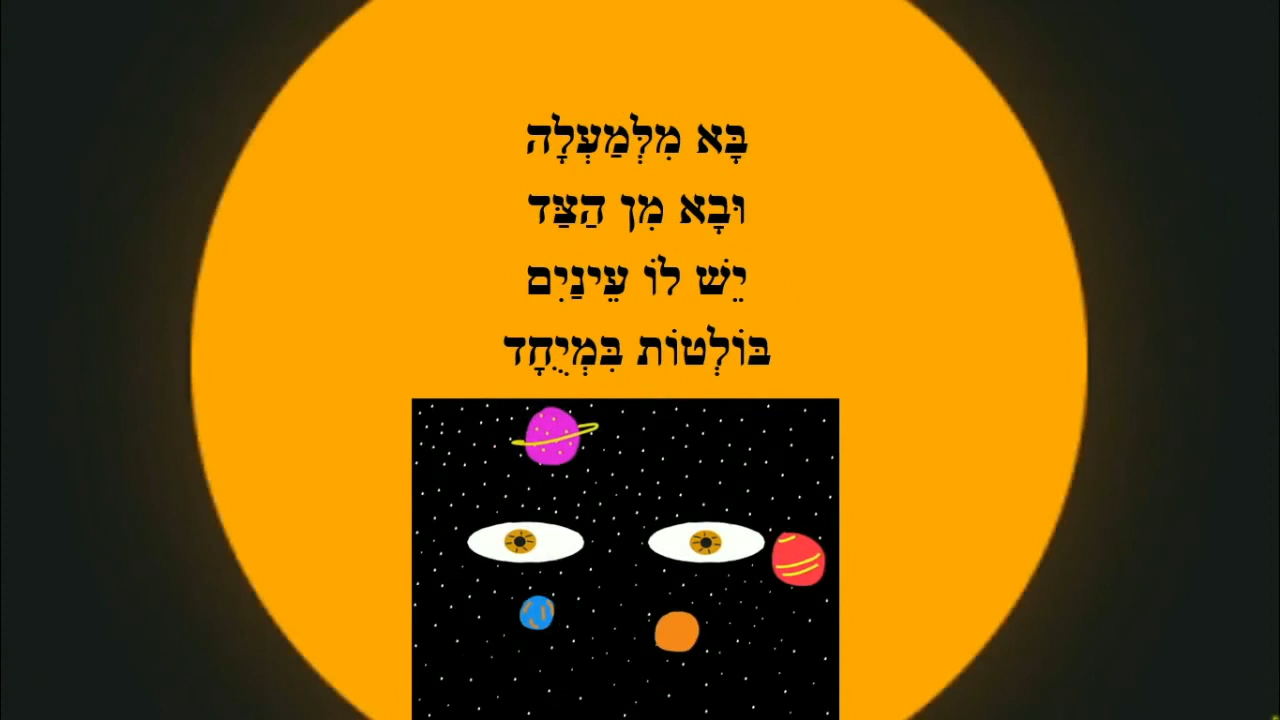 בָּא מִלְּמַעְלָה
וּבָא מִן הַצַּד
יֵשׁ לוֹ עֵינַיִם
בּוֹלְטוֹת בִּמְיֻחָד